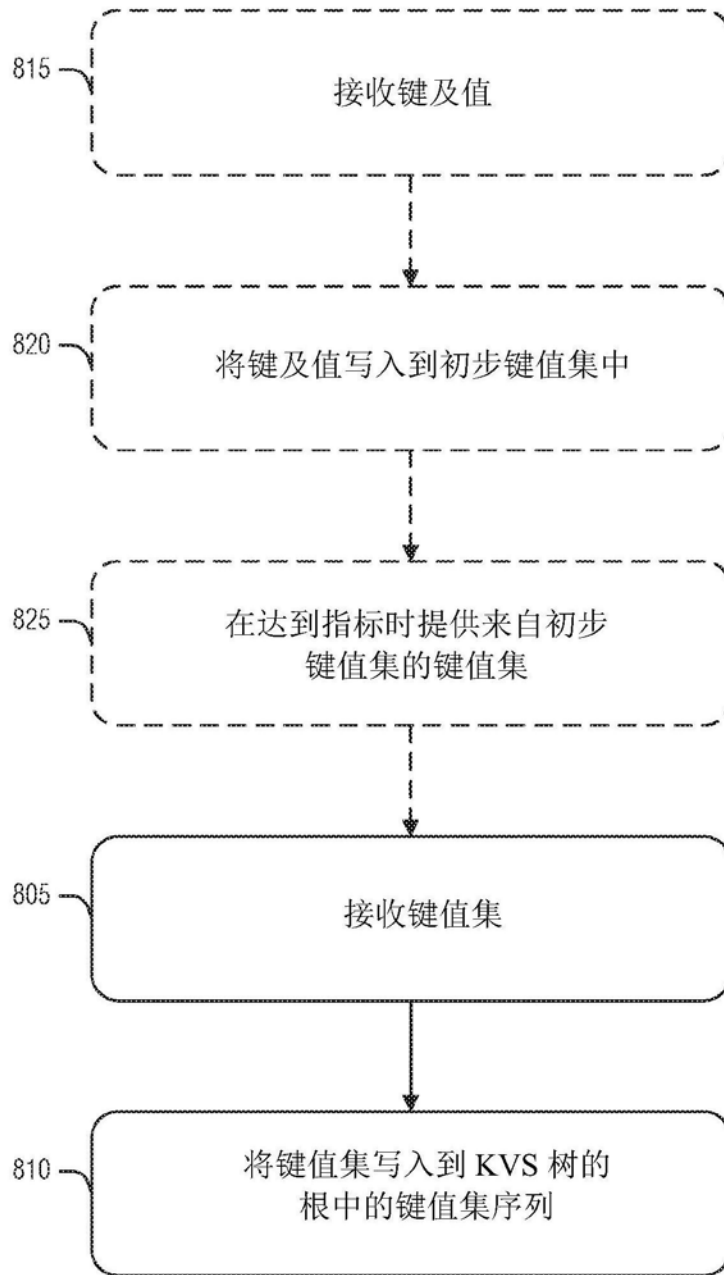 815
接收键及值
820
将键及值写入到初步键值集中
825
在达到指标时提供来自初步
键值集的键值集
805
接收键值集
810
将键值集写入到 KVS 树的
根中的键值集序列